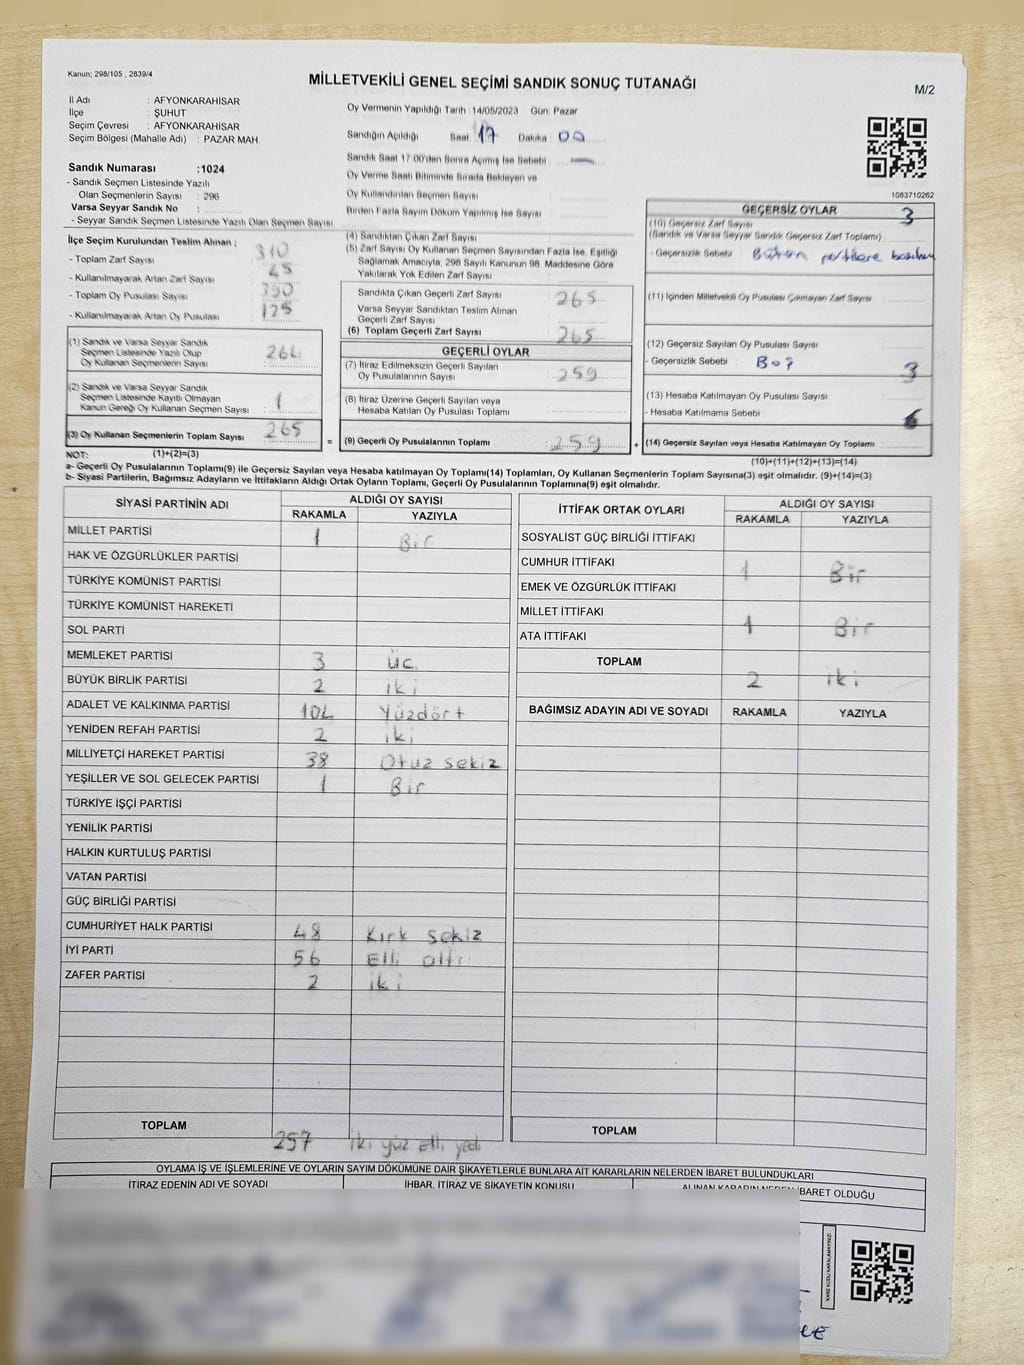 Kanun; 298/105 , 2839/4
MİLLETVEKİLİ GENEL SEÇİMİ SANDIK SONUÇ TUTANAĞI
M/2
İl Adı : AFYONKARAHİSAR
İlçe : ŞUHUT
Seçim Çevresi : AFYONKARAHİSAR
Seçim Bölgesi (Mahalle Adı) : PAZAR MAH.
Sandık Numarası :1024
- Sandık Seçmen Listesinde Yazılı
Olan Seçmenlerin Sayısı : 296
Varsa Seyyar Sandık No :
- Seyyar Sandık Seçmen Listesinde Yazılı Olan Seçmen Sayısı
Oy Vermenin Yapıldığı Tarih :14/05/2023 Gün: Pazar
Sandığın Açıldığı Saat 17 Dakika : 00
Sandık Saat 17.00'den Sonra Açımış İse Sebebi : —
Oy Verme Saati Bitiminde Sırada Bekleyen ve
Oy Kullandırılan Seçmen Sayısı :
Birden Fazla Sayım Döküm Yapılmış İse Sayısı :
1083710262
İlçe Seçim Kurulundan Teslim Alınan ;
- Toplam Zarf Sayısı : 310
- Kullanılmayarak Artan Zarf Sayısı : 45
- Toplam Oy Pusulası Sayısı : 390
- Kullanılmayarak Artan Oy Pusulası : 125
(1) Sandık ve Varsa Seyyar Sandık
Seçmen Listesinde Yazılı Olup
Oy Kullanan Seçmenlerin Sayısı : 264
(2) Sandık ve Varsa Seyyar Sandık
Seçmen Listesinde Kayıtlı Olmayan
Kanun Gereği Oy Kullanan Seçmen Sayısı : 1
(3) Oy Kullanan Seçmenlerin Toplam Sayısı : 265
(1)+(2)=(3)
(4) Sandıktan Çıkan Zarf Sayısı :
(5) Zarf Sayısı Oy Kullanan Seçmen Sayısından Fazla İse, Eşitliği
Sağlamak Amacıyla, 298 Sayılı Kanunun 98. Maddesine Göre
Yakılarak Yok Edilen Zarf Sayısı :
Sandıkta Çıkan Geçerli Zarf Sayısı : 265
Varsa Seyyar Sandıktan Teslim Alınan
Geçerli Zarf Sayısı :
(6) Toplam Geçerli Zarf Sayısı : 265
GEÇERLİ OYLAR
(7) İtiraz Edilmeksizin Geçerli Sayılan
Oy Pusulalarının Sayısı : 259
(8) İtiraz Üzerine Geçerli Sayılan veya
Hesaba Katılan Oy Pusulası Toplamı :
= (9) Geçerli Oy Pusulalarının Toplamı : 259 +
GEÇERSİZ OYLAR
(10) Geçersiz Zarf Sayısı 3
(Sandık ve Varsa Seyyar Sandık Geçersiz Zarf Toplamı) :
- Geçersizlik Sebebi : Bütün partilere basılmış
(11) İçinden Milletvekili Oy Pusulası Çıkmayan Zarf Sayısı :
(12) Geçersiz Sayılan Oy Pusulası Sayısı :
- Geçersizlik Sebebi : Boş 3
(13) Hesaba Katılmayan Oy Pusulası Sayısı :
- Hesaba Katılmama Sebebi : 6
(14) Geçersiz Sayılan veya Hesaba Katılmayan Oy Toplamı :
(10)+(11)+(12)+(13)=(14)
NOT:
a- Geçerli Oy Pusulalarının Toplamı(9) ile Geçersiz Sayılan veya Hesaba katılmayan Oy Toplamı(14) Toplamları, Oy Kullanan Seçmenlerin Toplam Sayısına(3) eşit olmalıdır. (9)+(14)=(3)
b- Siyasi Partilerin, Bağımsız Adayların ve İttifakların Aldığı Ortak Oyların Toplamı, Geçerli Oy Pusulalarının Toplamına(9) eşit olmalıdır.
SİYASİ PARTİNİN ADI ALDIĞI OY SAYISI
RAKAMLA YAZIYLA
MİLLET PARTİSİ 1 Bir
HAK VE ÖZGÜRLÜKLER PARTİSİ
TÜRKİYE KOMÜNİST PARTİSİ
TÜRKİYE KOMÜNİST HAREKETİ
SOL PARTİ
MEMLEKET PARTİSİ 3 üç
BÜYÜK BİRLİK PARTİSİ 2 iki
ADALET VE KALKINMA PARTİSİ 104 Yüzdört
YENİDEN REFAH PARTİSİ 2 iki
MİLLİYETÇİ HAREKET PARTİSİ 38 Otuz sekiz
YEŞİLLER VE SOL GELECEK PARTİSİ 1 Bir
TÜRKİYE İŞÇİ PARTİSİ
YENİLİK PARTİSİ
HALKIN KURTULUŞ PARTİSİ
VATAN PARTİSİ
GÜÇ BİRLİĞİ PARTİSİ
CUMHURİYET HALK PARTİSİ 48 Kırk sekiz
İYİ PARTİ 56 Elli altı
ZAFER PARTİSİ 2 iki
TOPLAM 257 İki yüz elli yedi
İTTİFAK ORTAK OYLARI ALDIĞI OY SAYISI
RAKAMLA YAZIYLA
SOSYALİST GÜÇ BİRLİĞİ İTTİFAKI
CUMHUR İTTİFAKI 1 Bir
EMEK VE ÖZGÜRLÜK İTTİFAKI
MİLLET İTTİFAKI 1 Bir
ATA İTTİFAKI
TOPLAM 2 iki
BAĞIMSIZ ADAYIN ADI VE SOYADI RAKAMLA YAZIYLA
TOPLAM
OYLAMA İŞ VE İŞLEMLERİNE VE OYLARIN SAYIM DÖKÜMÜNE DAİR ŞİKAYETLERLE BUNLARA AİT KARARLARIN NELERDEN İBARET BULUNDUKLARI
İTİRAZ EDENİN ADI VE SOYADI İHBAR, İTİRAZ VE ŞİKAYETİN KONUSU ALINAN KARARIN NEDEN İBARET OLDUĞU
KARE KODU KARALAMAYINIZ!